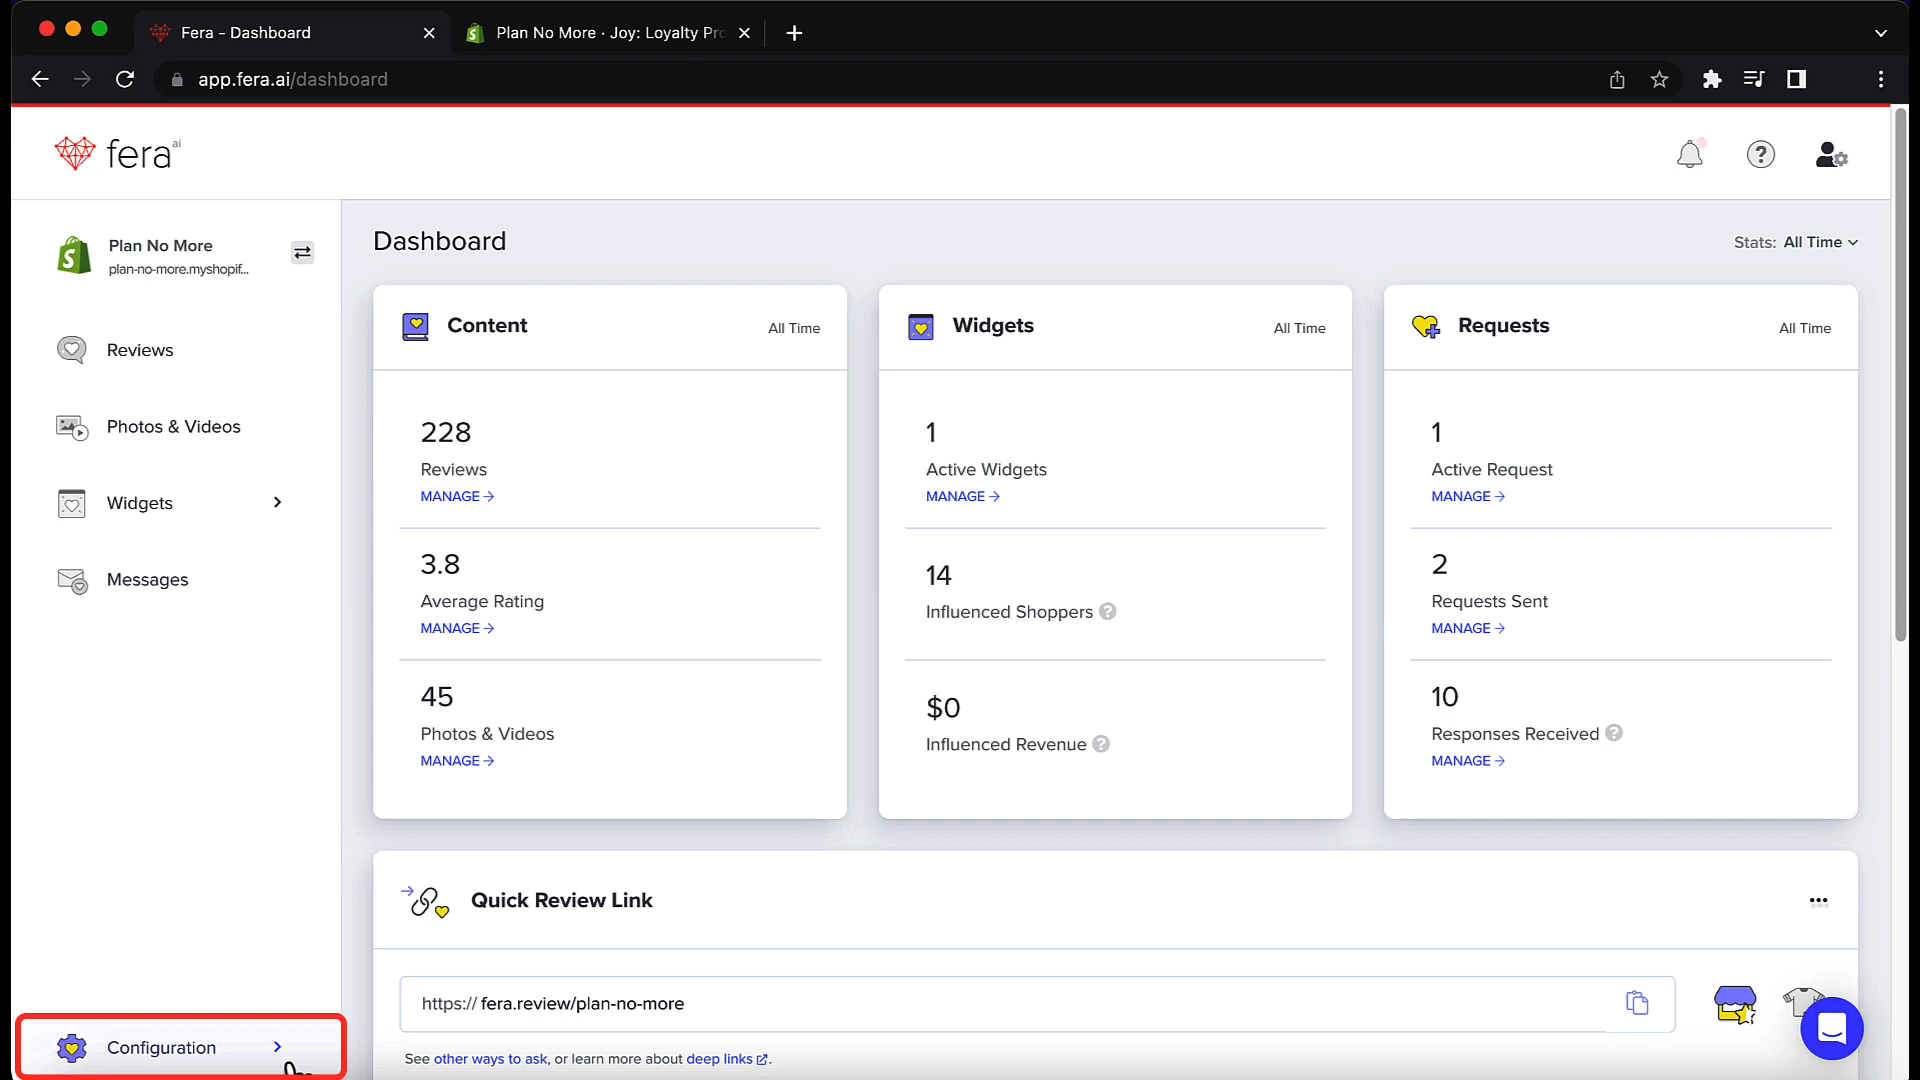 Fera - Dashboard
Plan No More · Joy: Loyalty Pro
app.fera.ai/dashboard
fera ai
Plan No More
plan-no-more.myshopif...
Dashboard
Stats: All Time
Reviews
Photos & Videos
Widgets
Messages
Configuration
Content
All Time
228
Reviews
MANAGE
3.8
Average Rating
MANAGE
45
Photos & Videos
MANAGE
Widgets
All Time
1
Active Widgets
MANAGE
14
Influenced Shoppers
$0
Influenced Revenue
Requests
All Time
1
Active Request
MANAGE
2
Requests Sent
MANAGE
10
Responses Received
MANAGE
Quick Review Link
https:// fera.review/plan-no-more
See other ways to ask, or learn more about deep links.